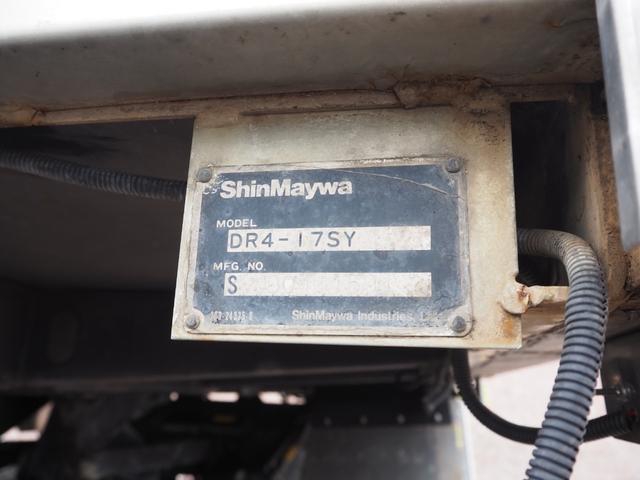 ShinMaywa
MODEL
DR4-17SY
MFG. NO.
S
ShinMaywa Industries,